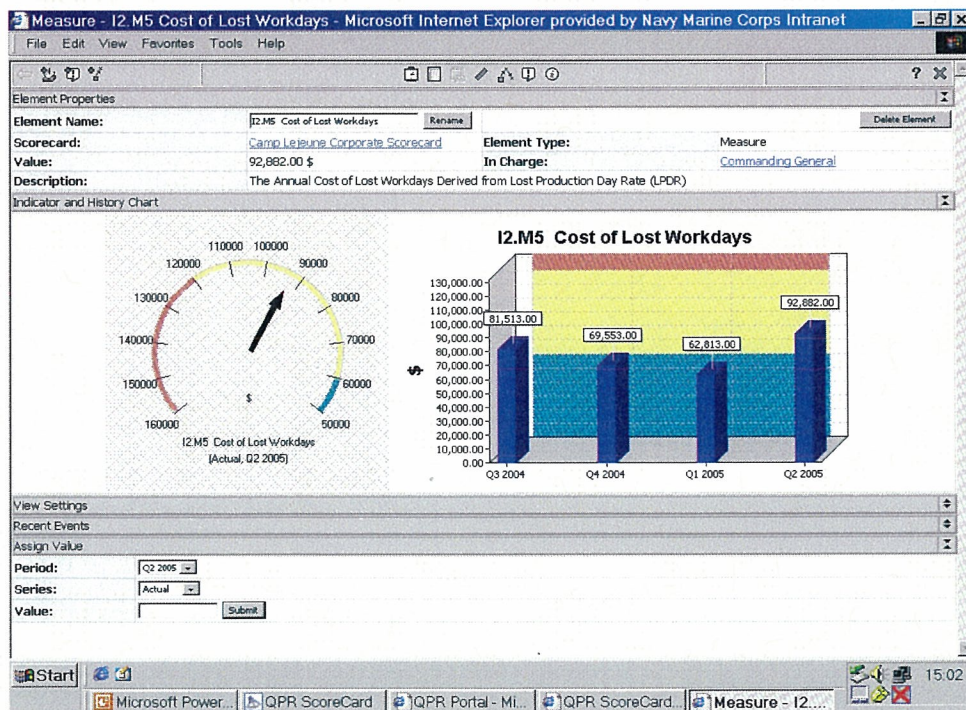 Measure - I2.M5 Cost of Lost Workdays - Microsoft Internet Explorer provided by Navy Marine Corps Intranet
File Edit View Favorites Tools Help
Element Properties
Element Name: I2.M5 Cost of Lost Workdays Rename Delete Element
Scorecard: Camp Lejeune Corporate Scorecard Element Type: Measure
Value: 92,882.00 $ In Charge: Commanding General
Description: The Annual Cost of Lost Workdays Derived from Lost Production Day Rate (LPDR)
Indicator and History Chart
110000 100000
120000 90000
130000 80000
140000 70000
150000 60000
160000 50000
$
I2.M5 Cost of Lost Workdays
(Actual, Q2 2005)
I2.M5 Cost of Lost Workdays
130,000.00
120,000.00
110,000.00
100,000.00
90,000.00
80,000.00
70,000.00
60,000.00
50,000.00
40,000.00
30,000.00
20,000.00
10,000.00
0.00
$
81,513.00
69,553.00
62,813.00
92,882.00
Q3 2004 Q4 2004 Q1 2005 Q2 2005
View Settings
Recent Events
Assign Value
Period: Q2 2005
Series: Actual
Value: Submit
Start 15:02
Microsoft Power... QPR ScoreCard QPR Portal - Mi... QPR ScoreCard... Measure - I2....